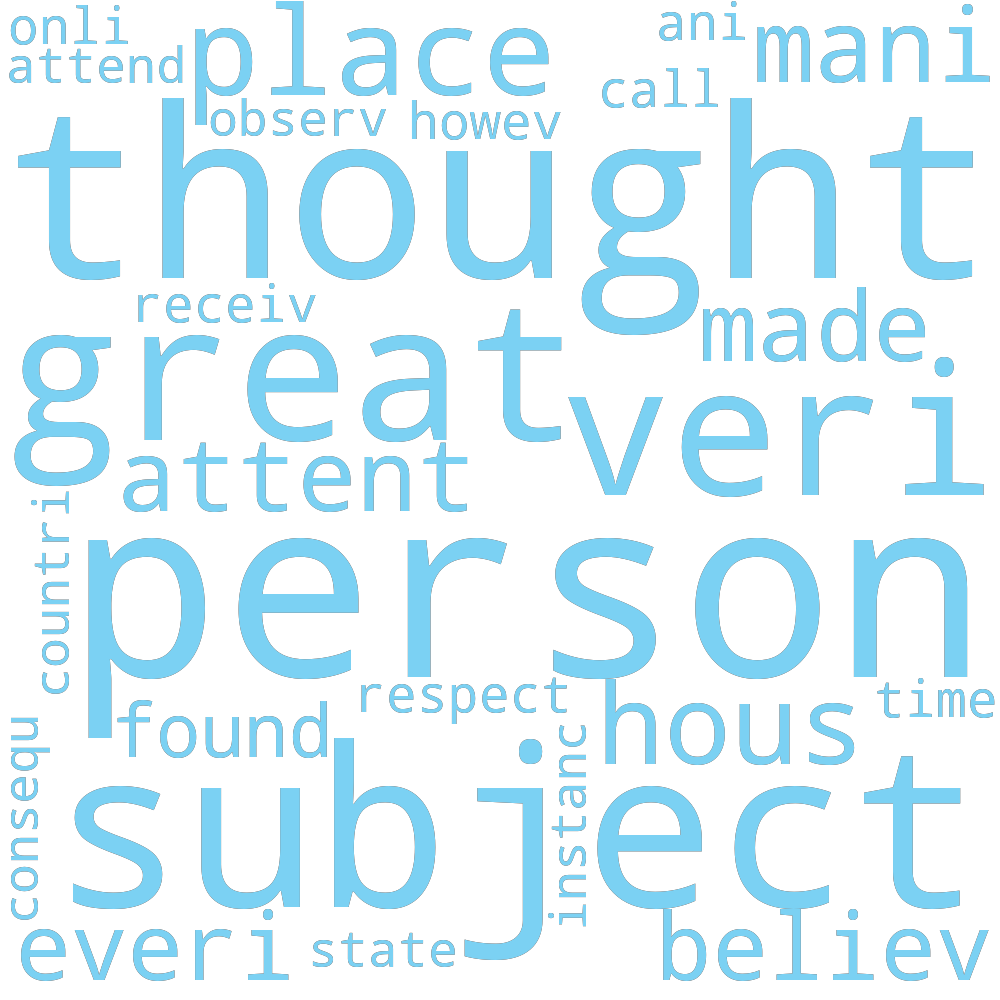 onli
place
ani
mani
attend
call
observ
howev
thought
receiv
made
great
veri
attent
countri
person
respect
hous
time
found
consequ
instanc
subject
everi
state
believ